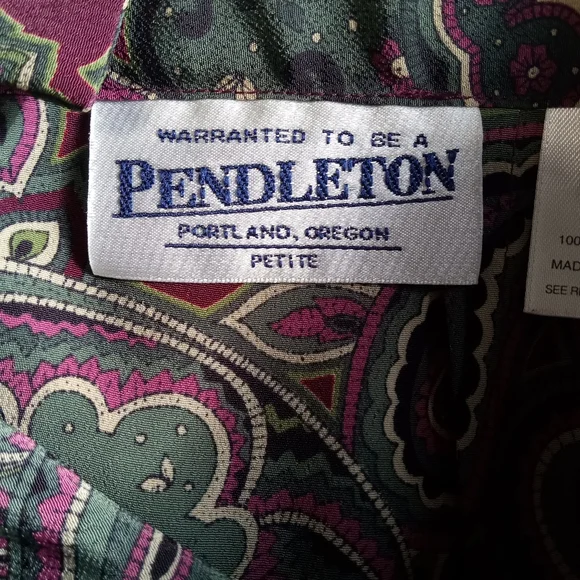 WARRANTED TO BE A
PENDLETON
PORTLAND, OREGON
PETITE
100
MAD
SEE R